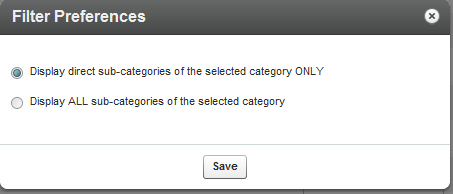 Filter Preferences
Display direct sub-categories of the selected category ONLY
Display ALL sub-categories of the selected category
Save